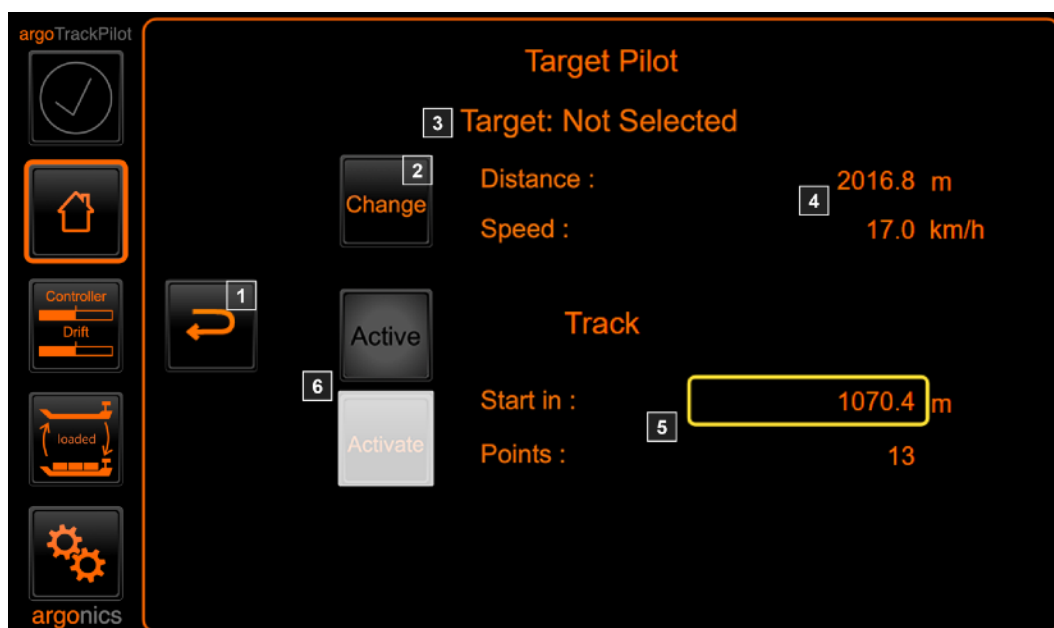 argoTrackPilot
Target Pilot
3 Target: Not Selected
2
Change
Distance : 2016.8 m
4
Speed : 17.0 km/h
Controller
Drift
1
Active
Track
6
Activate
Start in : 1070.4 m
5
Points : 13
loaded
argonics